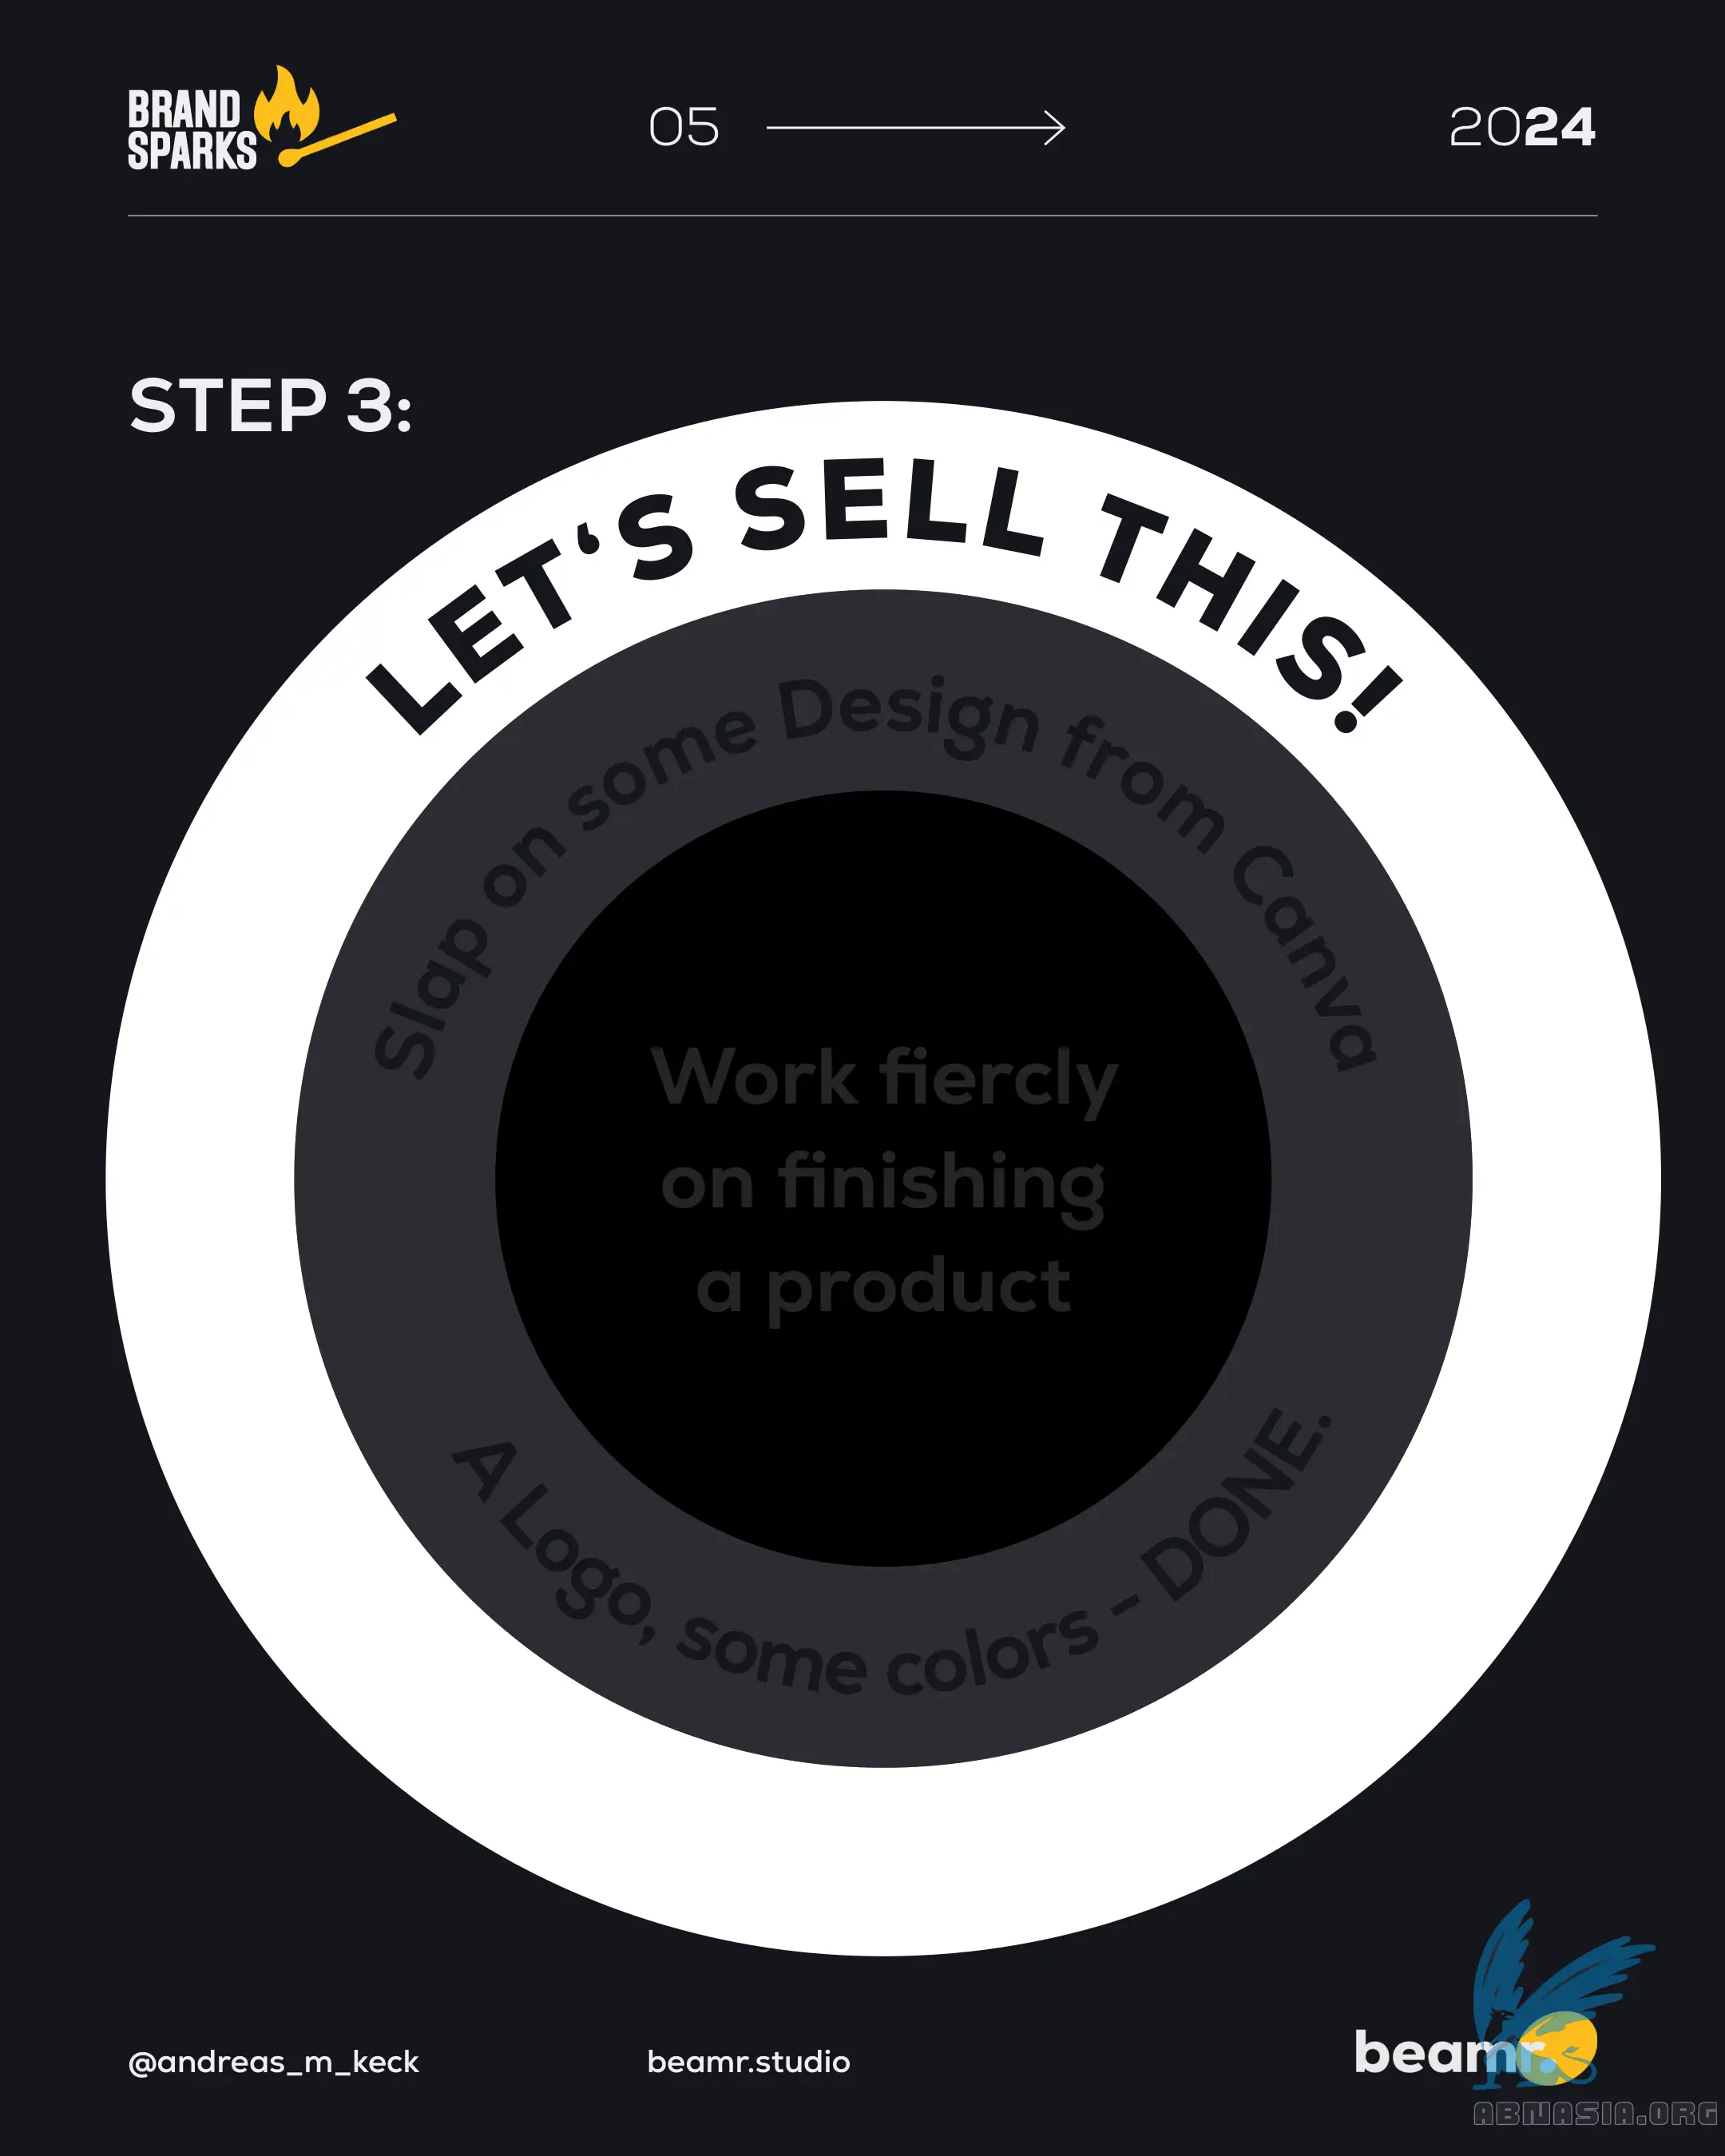 BRAND
SPARKS
05
2024
STEP 3:
LET‘S SELL THIS!
Slap on some Design from Canva
Work fiercly
on finishing
a product
A Logo, some colors – DONE.
@andreas_m_keck
beamr.studio
beamr.
ABNASIA.ORG